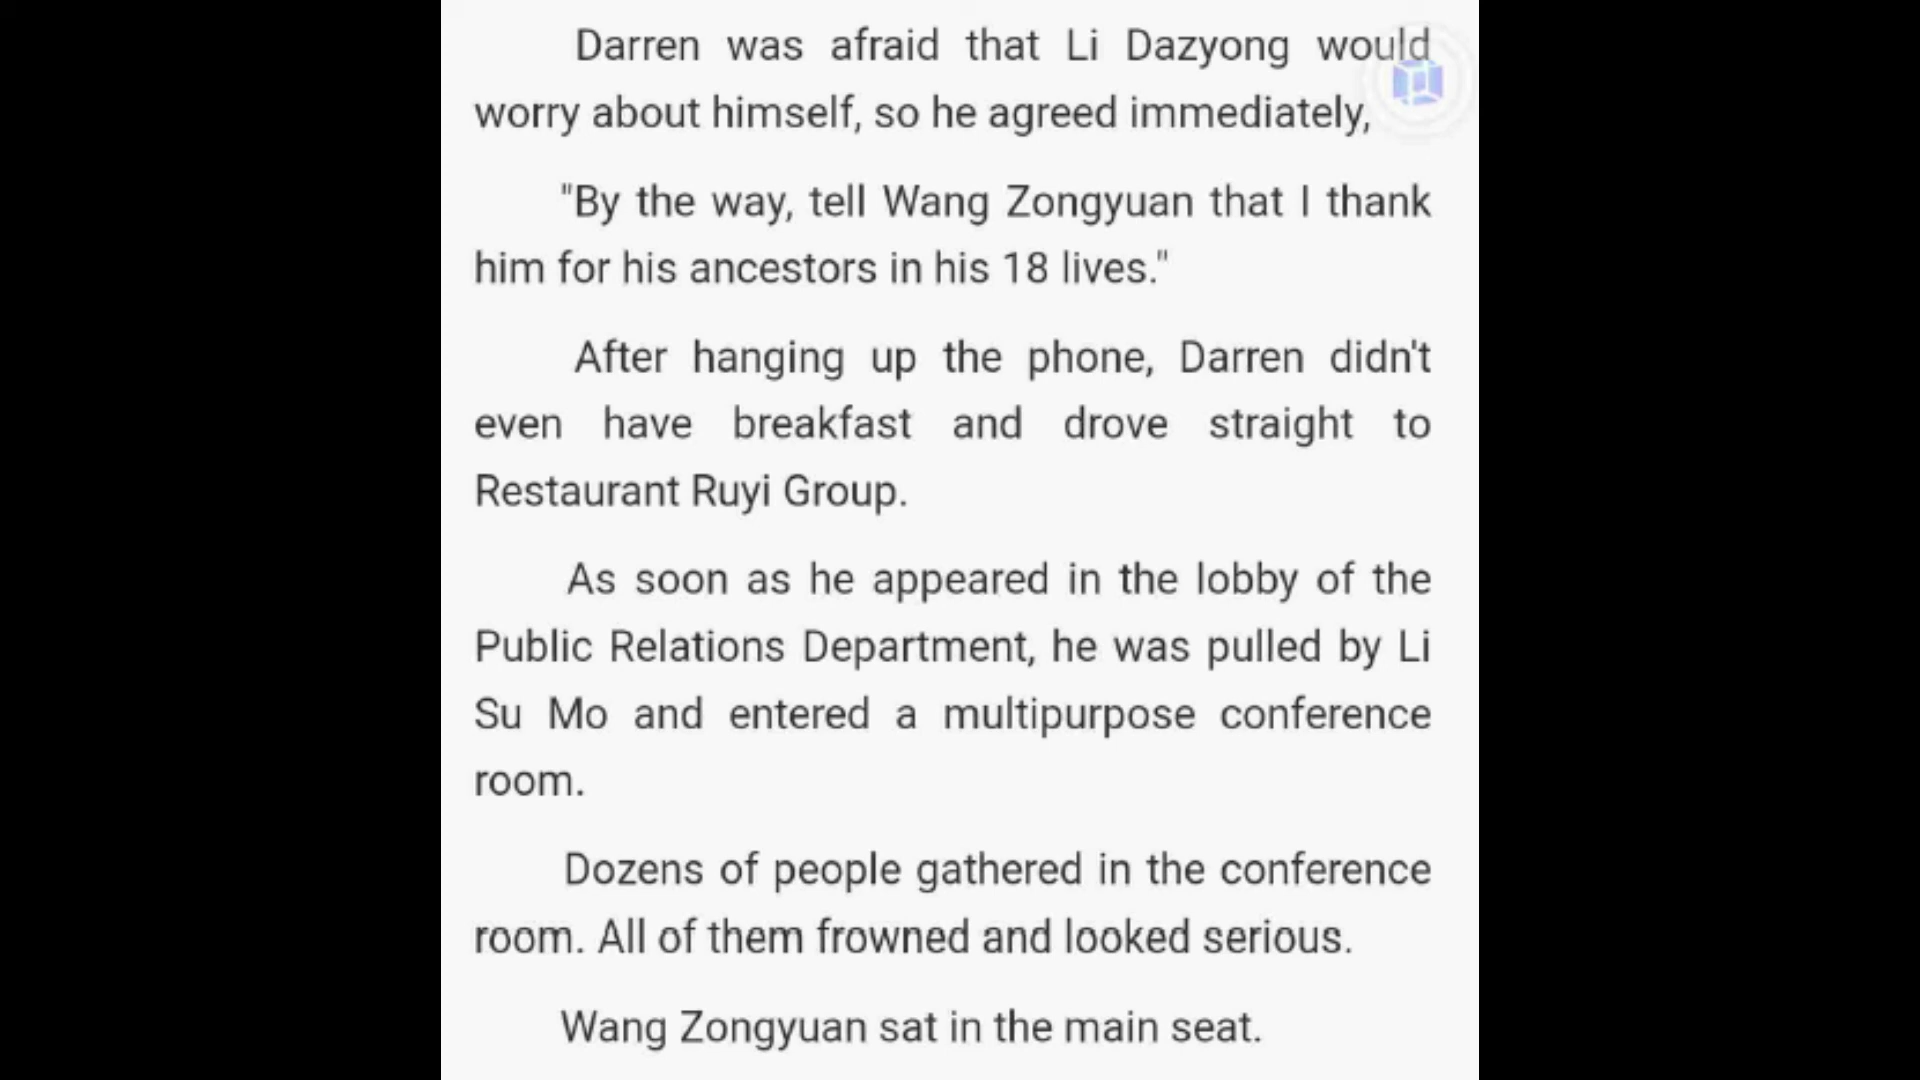 Darren was afraid that Li Dazyong would
worry about himself, so he agreed immediately,
"By the way, tell Wang Zongyuan that I thank
him for his ancestors in his 18 lives."
After hanging up the phone, Darren didn't
even have breakfast and drove straight to
Restaurant Ruyi Group.
As soon as he appeared in the lobby of the
Public Relations Department, he was pulled by Li
Su Mo and entered a multipurpose conference
room.
Dozens of people gathered in the conference
room. All of them frowned and looked serious.
Wang Zongyuan sat in the main seat.